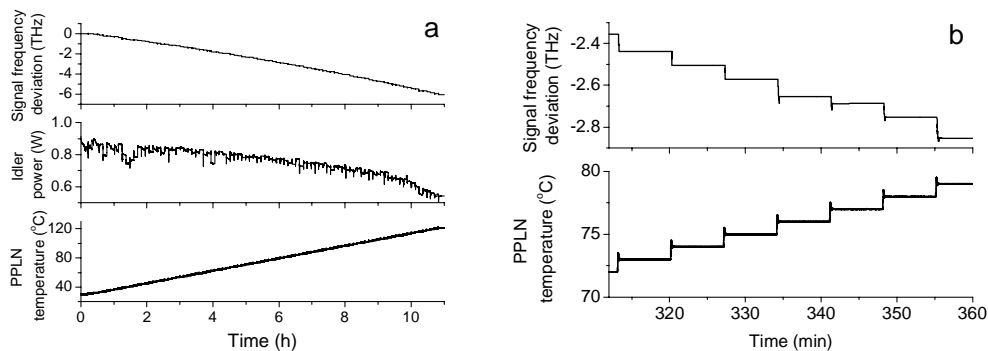 a
Signal frequency
deviation (THz)
0
-2
-4
-6
Idler
power (W)
1.0
0.8
0.6
PPLN
temperature (°C)
120
80
40
0 2 4 6 8 10
Time (h)
b
Signal frequency
deviation (THz)
-2.4
-2.6
-2.8
PPLN
temperature (°C)
80
75
70
320 330 340 350 360
Time (min)